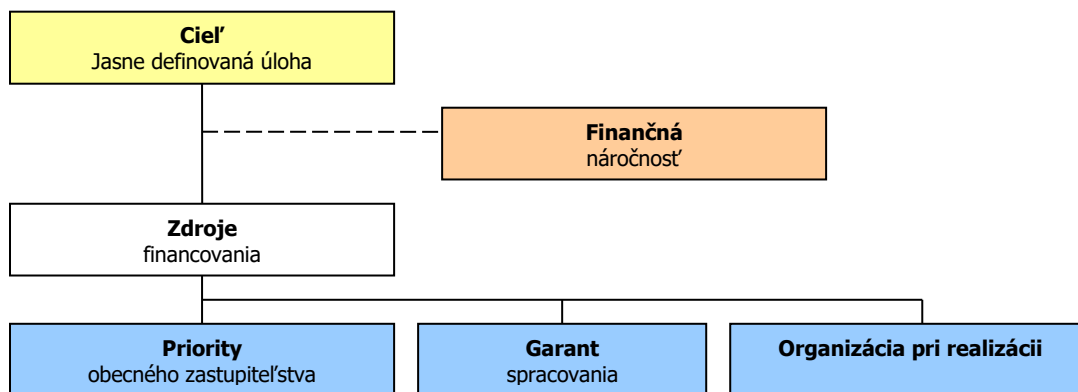 Cieľ
Jasne definovaná úloha
Finančná
náročnosť
Zdroje
financovania
Priority
obecného zastupiteľstva
Garant
spracovania
Organizácia pri realizácii